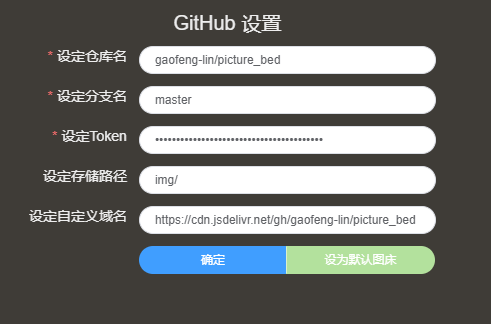 GitHub 设置
* 设定仓库名 gaofeng-lin/picture_bed
* 设定分支名 master
* 设定Token ••••••••••••••••••••••••••••••••••••••••
设定存储路径 img/
设定自定义域名 https://cdn.jsdelivr.net/gh/gaofeng-lin/picture_bed
确定 设为默认图床